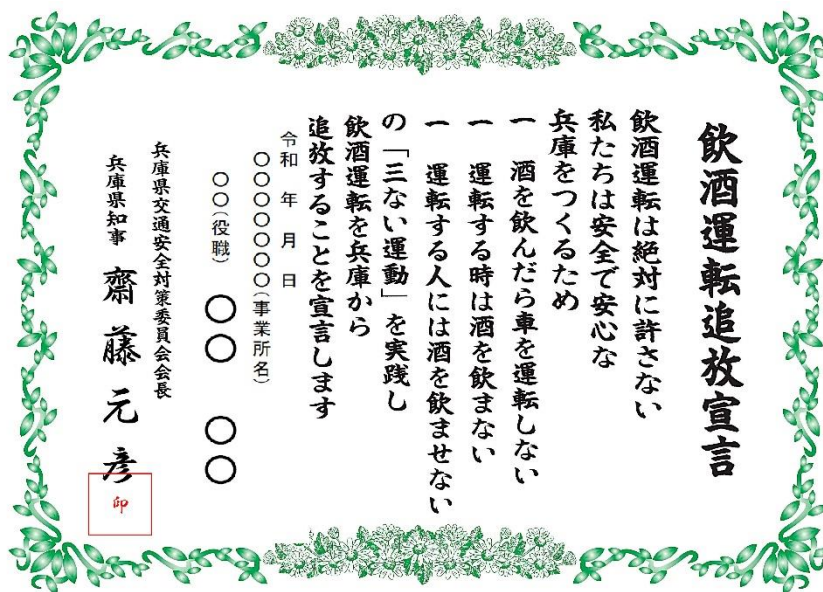 飲酒運転追放宣言
飲酒運転は絶対に許さない
私たちは安全で安心な
兵庫をつくるため
一 酒を飲んだら車を運転しない
一 運転する時は酒を飲まない
一 運転する人には酒を飲ませない
の「三ない運動」を実践し
飲酒運転を兵庫から
追放することを宣言します
令和 年 月 日
〇〇〇〇〇〇〇(事業所名)
〇〇(役職) 〇〇 〇〇
兵庫県交通安全対策委員会会長
兵庫県知事 齋藤元彦
印